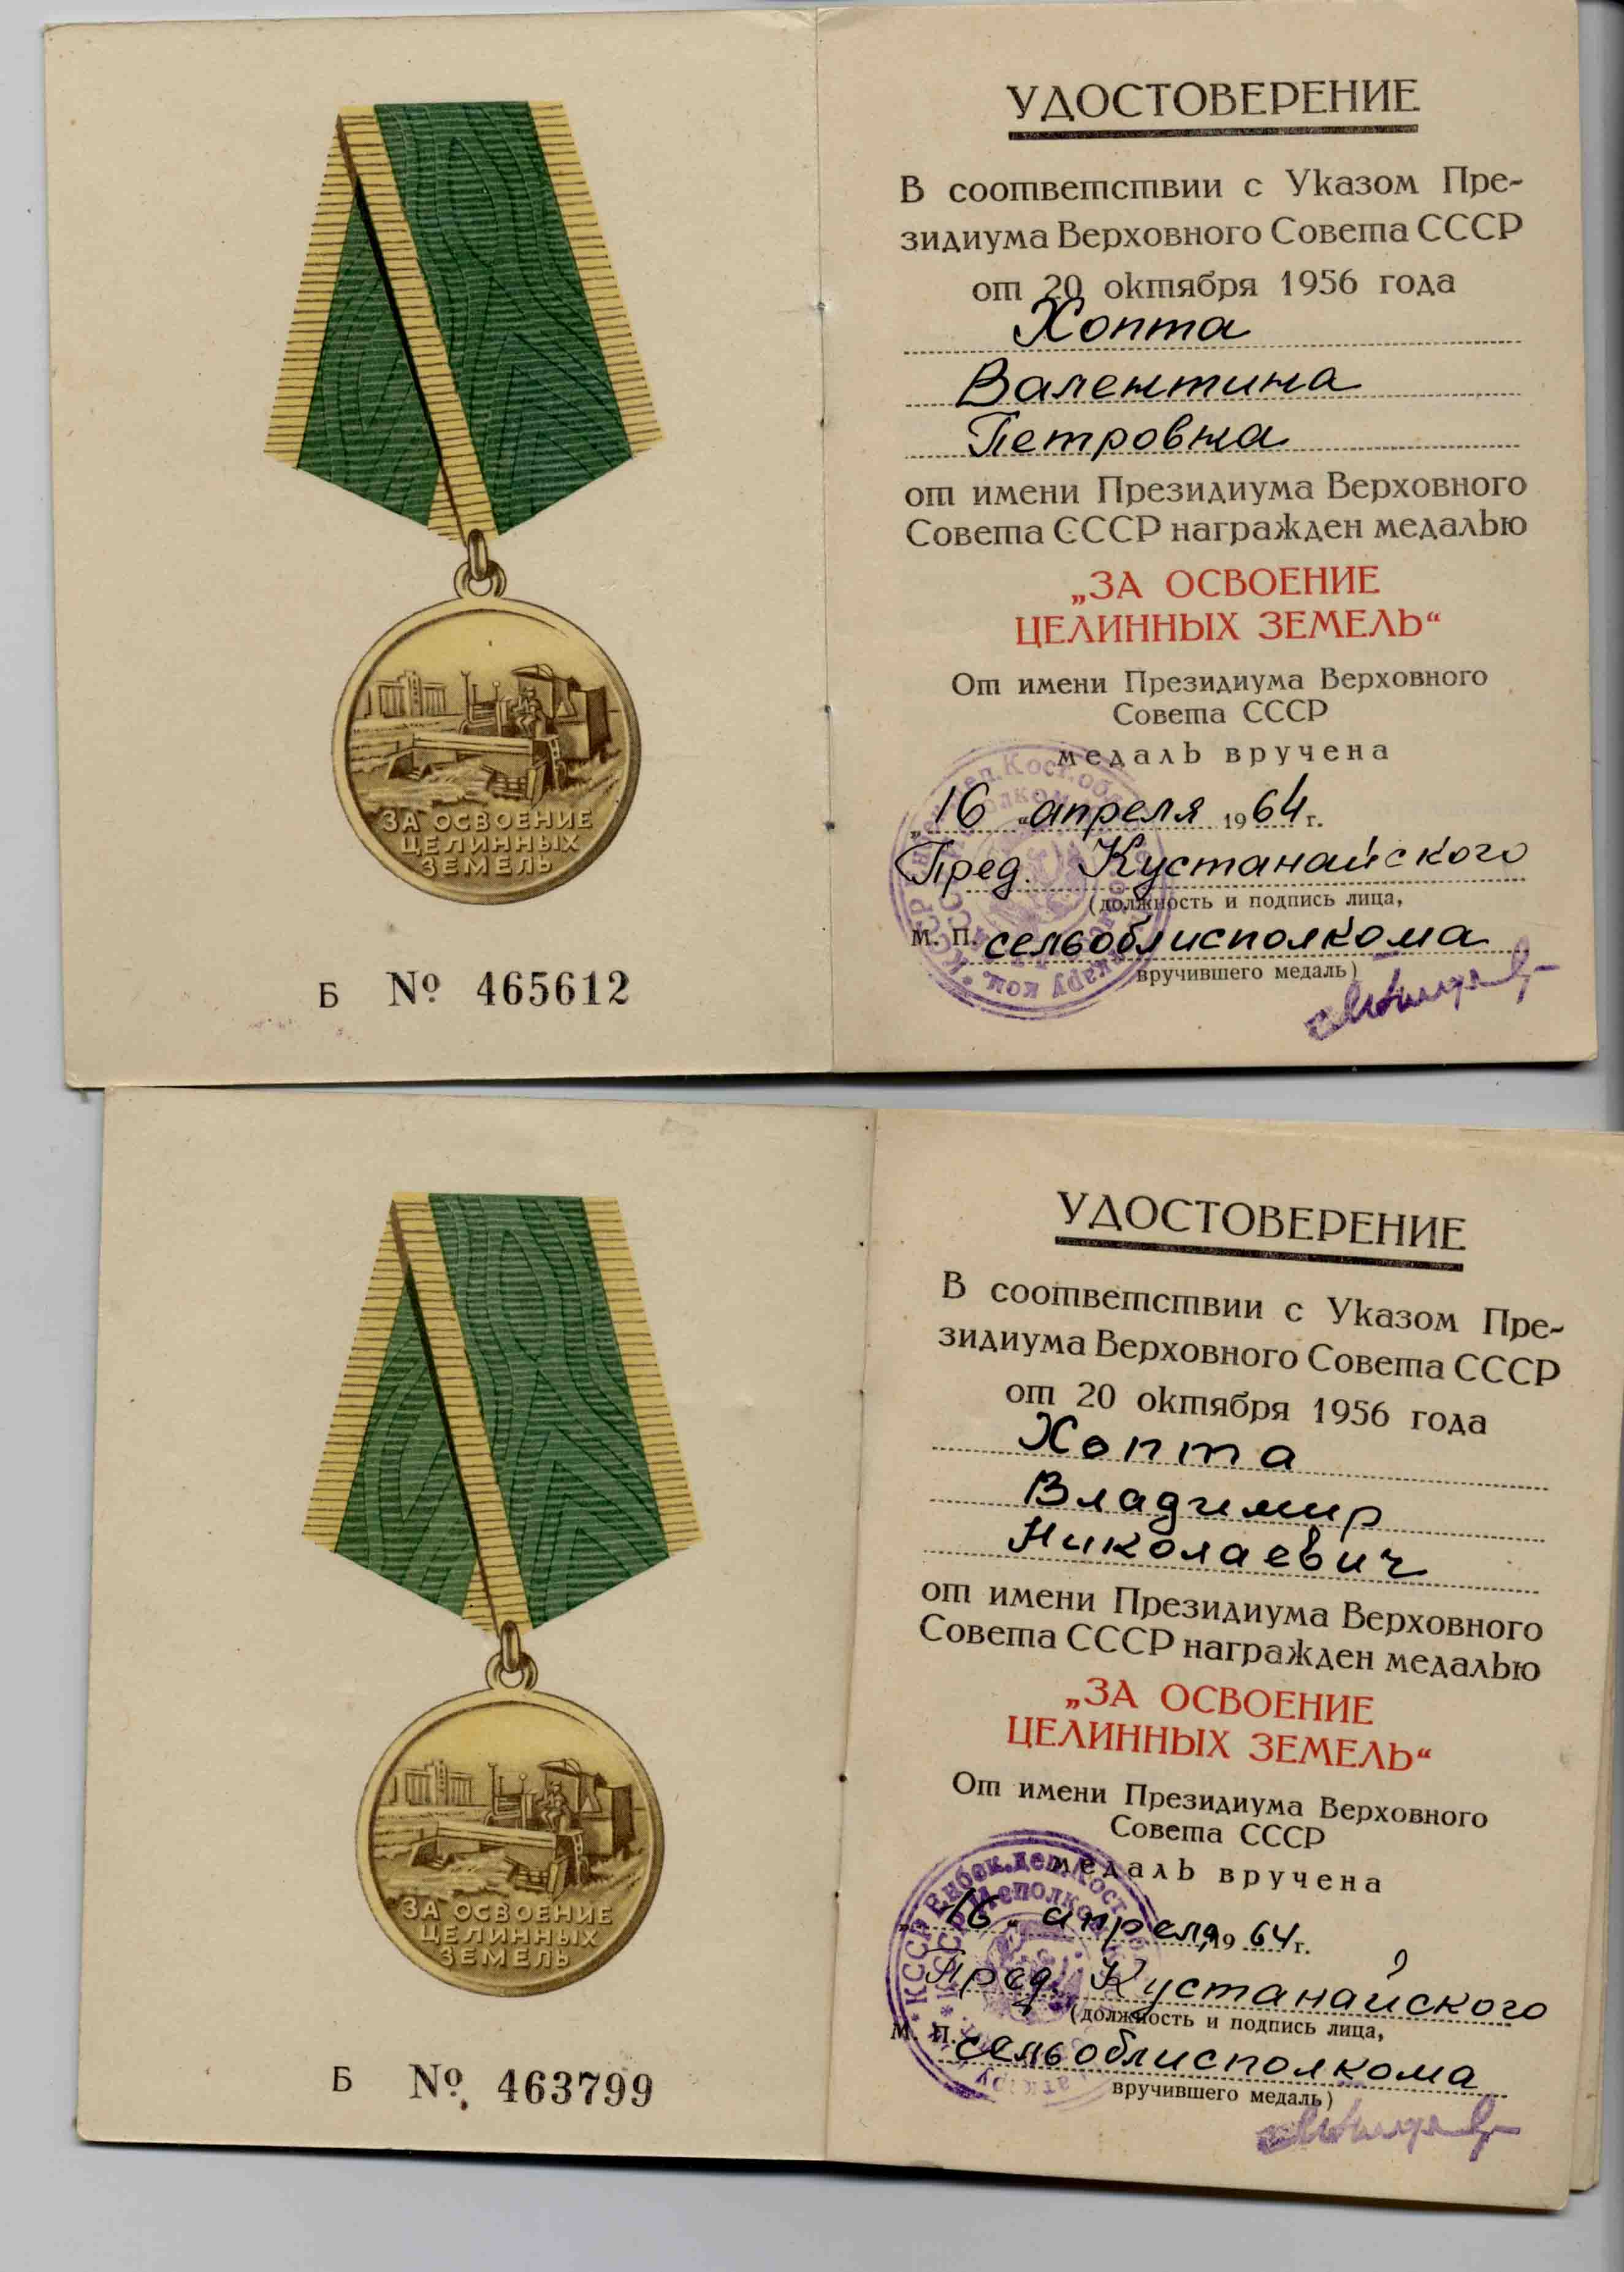 УДОСТОВЕРЕНИЕ
В соответствии с Указом Пре-
зидиума Верховного Совета СССР
от 20 октября 1956 года
Хопта
Валентина
Петровна
от имени Президиума Верховного
Совета СССР награжден медалью
„ЗА ОСВОЕНИЕ
ЦЕЛИННЫХ ЗЕМЕЛЬ“
От имени Президиума Верховного
Совета СССР
медаль вручена
„16“ апреля 1964 г.
Пред. Кустанайского
(должность и подпись лица,
М. П. сельоблисполкома
вручившего медаль)
ЗА ОСВОЕНИЕ
ЦЕЛИННЫХ
ЗЕМЕЛЬ
Б № 465612
УДОСТОВЕРЕНИЕ
В соответствии с Указом Пре-
зидиума Верховного Совета СССР
от 20 октября 1956 года
Хопта
Владимир
Николаевич
от имени Президиума Верховного
Совета СССР награжден медалью
„ЗА ОСВОЕНИЕ
ЦЕЛИННЫХ ЗЕМЕЛЬ“
От имени Президиума Верховного
Совета СССР
медаль вручена
„16“ апреля 1964 г.
Пред. Кустанайского
(должность и подпись лица,
М. П. сельоблисполкома
вручившего медаль)
ЗА ОСВОЕНИЕ
ЦЕЛИННЫХ
ЗЕМЕЛЬ
Б № 463799